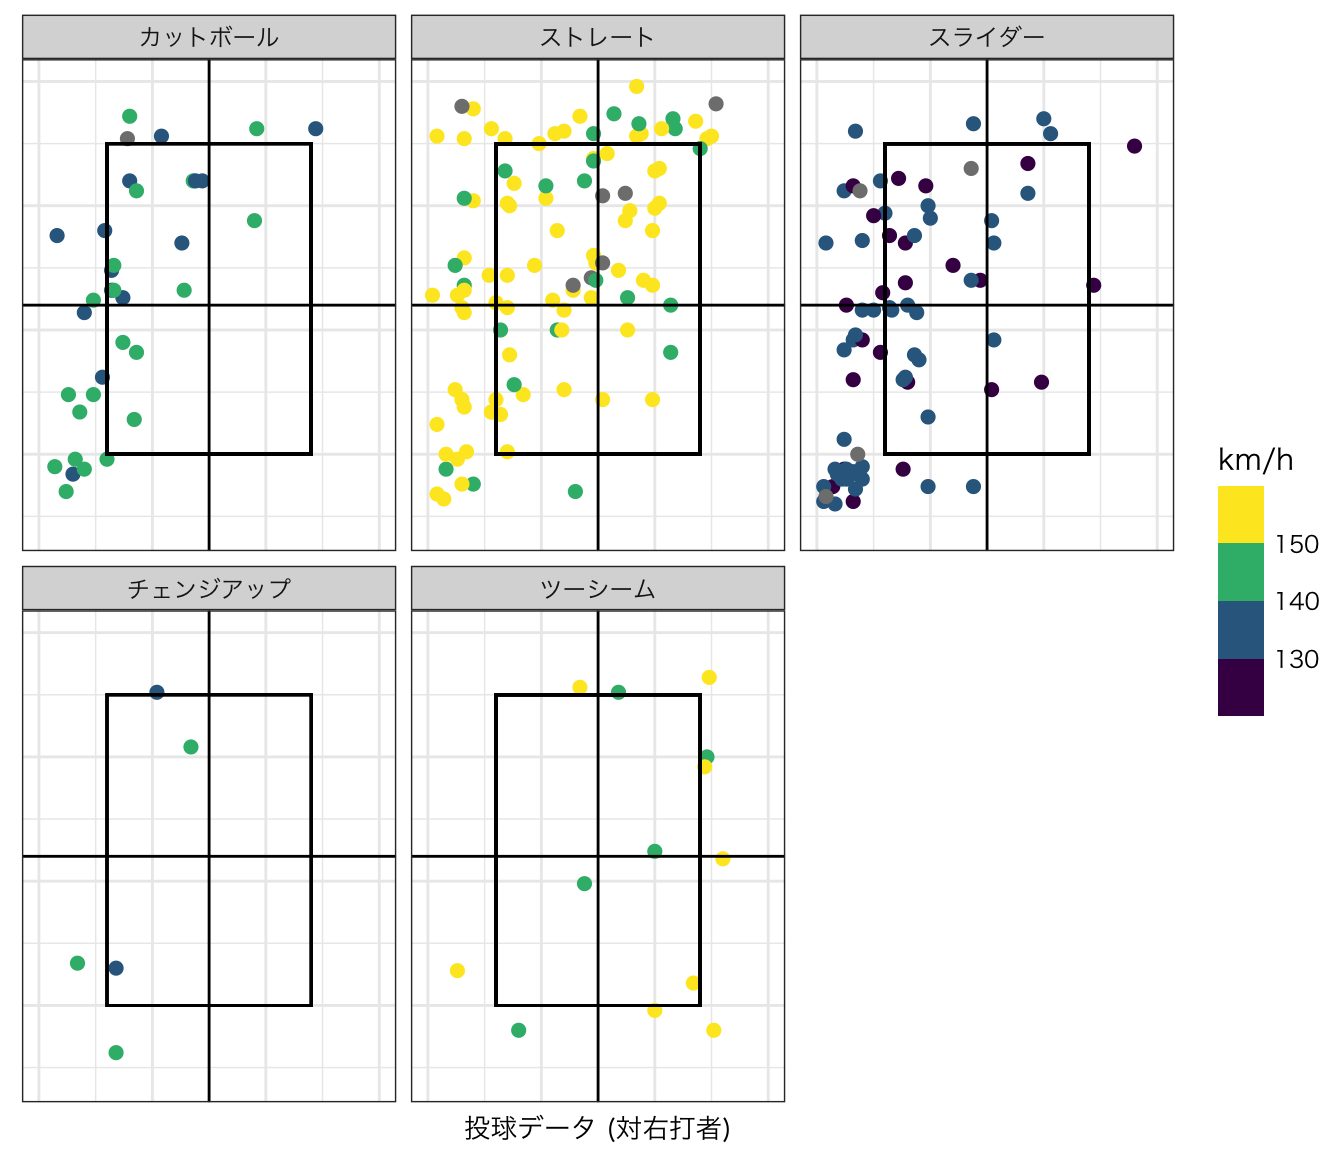 カットボール
ストレート
スライダー
km/h
150
140
130
チェンジアップ
ツーシーム
投球データ (対右打者)